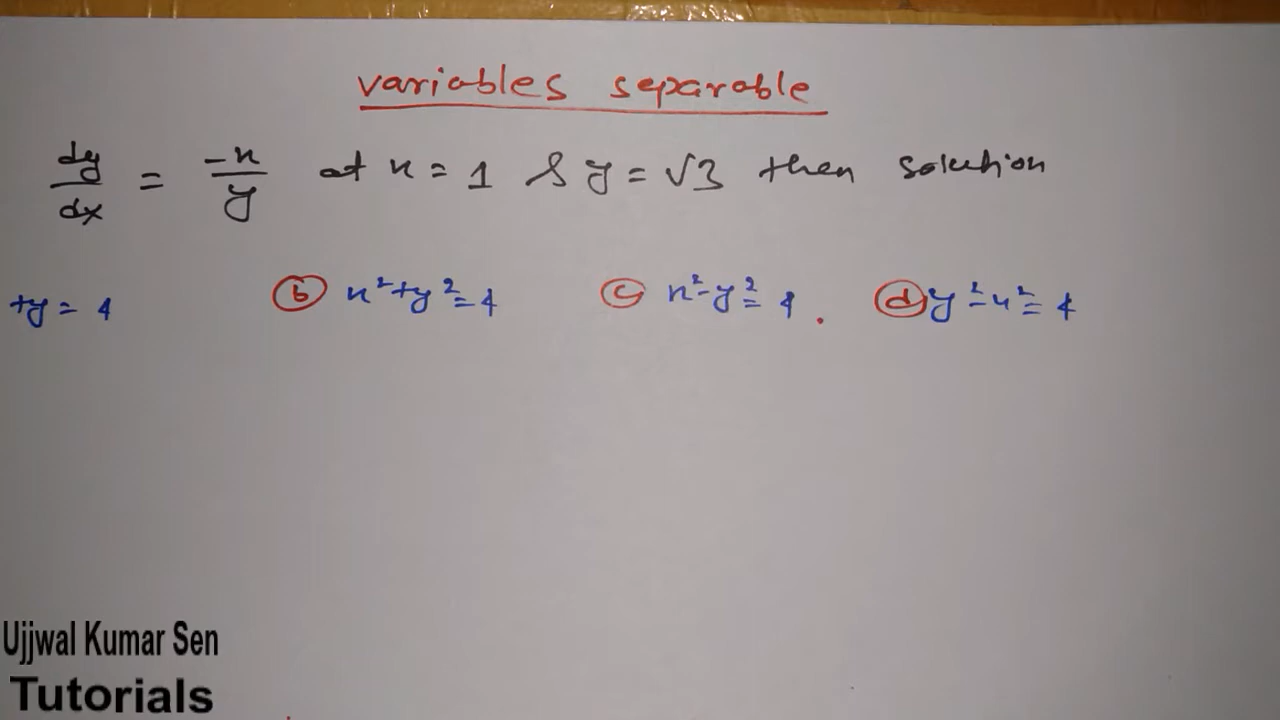 variables separable
dy/dx = -x/y at x = 1 & y = √3 then solution
+y = 4 (b) x²+y²=4 (c) x²-y²=4 . (d) y²-x²=4
Ujjwal Kumar Sen
Tutorials